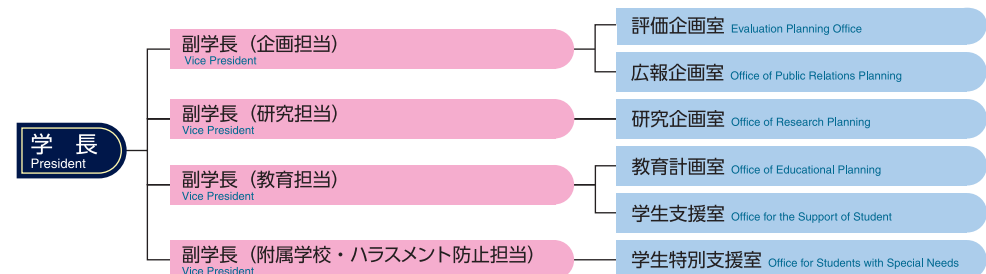 学　長
President
副学長（企画担当）
Vice President
評価企画室 Evaluation Planning Office
広報企画室 Office of Public Relations Planning
副学長（研究担当）
Vice President
研究企画室 Office of Research Planning
副学長（教育担当）
Vice President
教育計画室 Office of Educational Planning
学生支援室 Office for the Support of Student
副学長（附属学校・ハラスメント防止担当）
Vice President
学生特別支援室 Office for Students with Special Needs